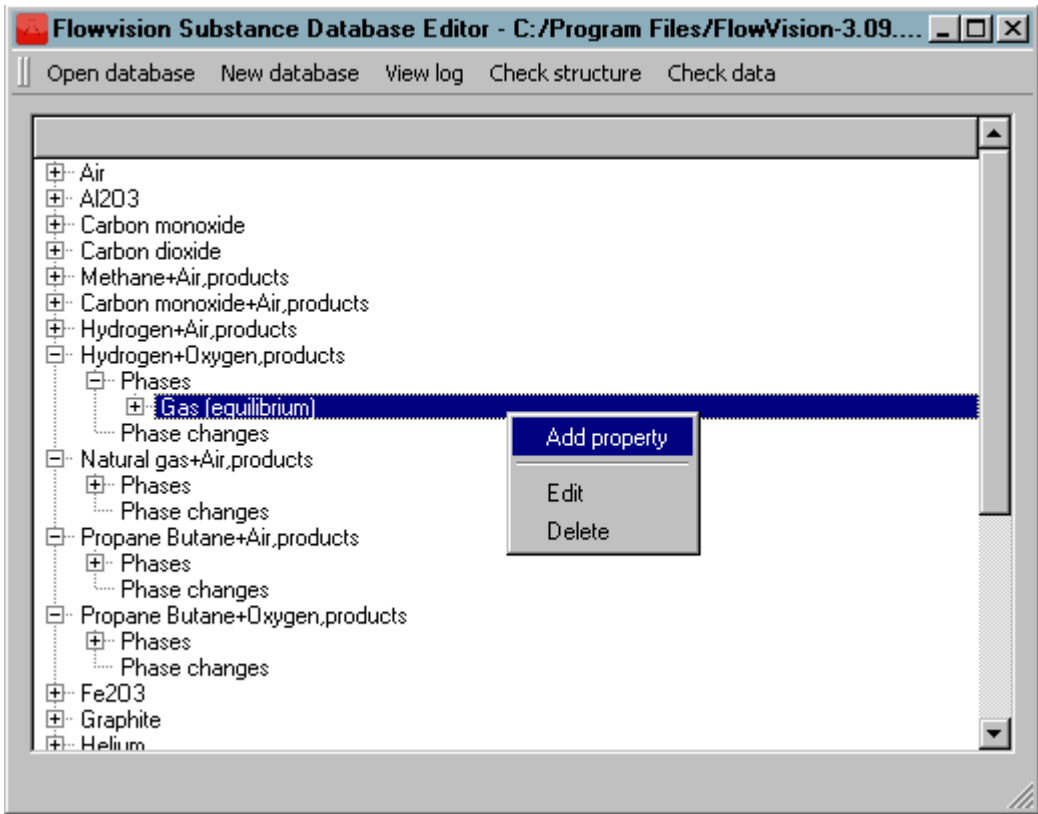 Flowvision Substance Database Editor - C:/Program Files/FlowVision-3.09....
Open database New database View log Check structure Check data
Air
Al2O3
Carbon monoxide
Carbon dioxide
Methane+Air,products
Carbon monoxide+Air,products
Hydrogen+Air,products
Hydrogen+Oxygen,products
Phases
Gas (equilibrium)
Add property
Phase changes
Natural gas+Air,products
Phases
Edit
Phase changes
Delete
Propane Butane+Air,products
Phases
Phase changes
Propane Butane+Oxygen,products
Phases
Phase changes
Fe2O3
Graphite
Helium